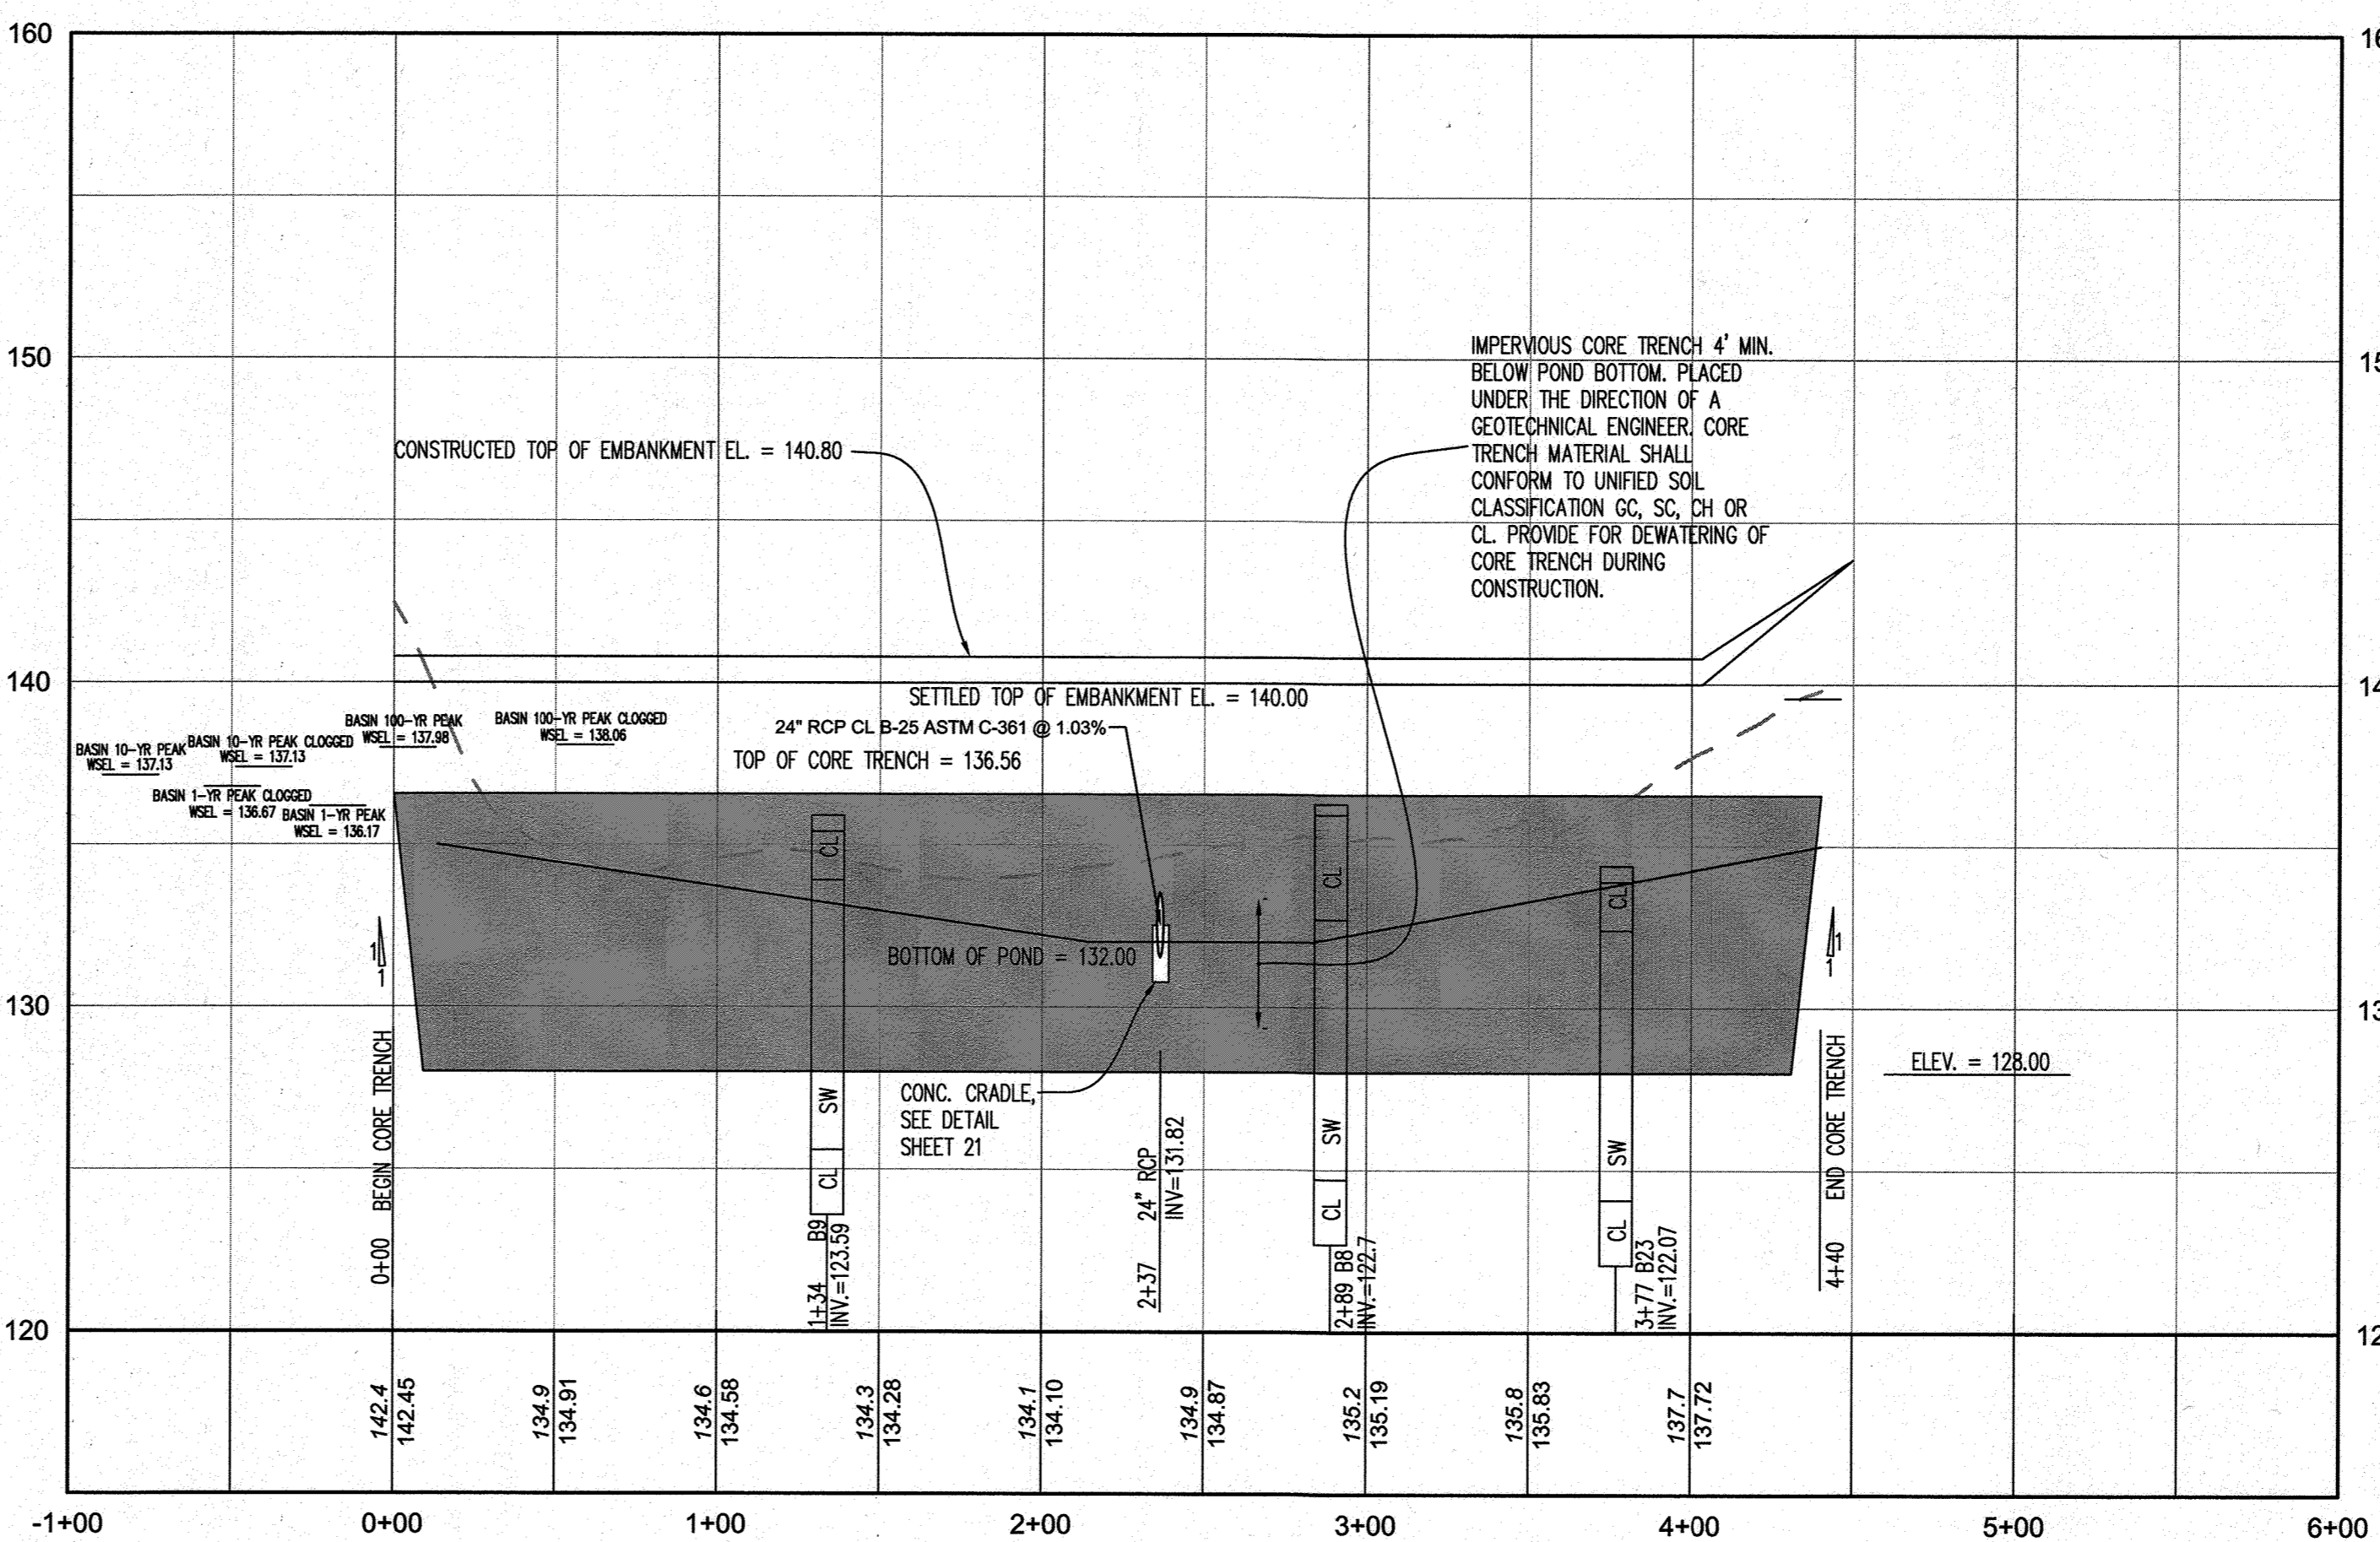 160
150
140
130
120
16
15
14
13
12
IMPERVIOUS CORE TRENCH 4' MIN.
BELOW POND BOTTOM. PLACED
UNDER THE DIRECTION OF A
GEOTECHNICAL ENGINEER. CORE
TRENCH MATERIAL SHALL
CONFORM TO UNIFIED SOIL
CLASSIFICATION GC, SC, CH OR
CL. PROVIDE FOR DEWATERING OF
CORE TRENCH DURING
CONSTRUCTION.
CONSTRUCTED TOP OF EMBANKMENT EL. = 140.80
SETTLED TOP OF EMBANKMENT EL. = 140.00
24" RCP CL B-25 ASTM C-361 @ 1.03%
TOP OF CORE TRENCH = 136.56
BASIN 10-YR PEAK
WSEL = 137.13
BASIN 10-YR PEAK CLOGGED
WSEL = 137.13
BASIN 100-YR PEAK
WSEL = 137.98
BASIN 100-YR PEAK CLOGGED
WSEL = 138.06
BASIN 1-YR PEAK CLOGGED
WSEL = 136.67
BASIN 1-YR PEAK
WSEL = 136.17
CL
CL
CL
BOTTOM OF POND = 132.00
1
1
1
1
ELEV. = 128.00
CONC. CRADLE,
SEE DETAIL
SHEET 21
SW
CL
SW
CL
SW
CL
0+00 BEGIN CORE TRENCH
1+34 B9
INV.=123.59
2+37 24" RCP
INV=131.82
2+89 B8
INV.=122.7
3+77 B23
INV.=122.07
4+40 END CORE TRENCH
142.4
142.45
134.9
134.91
134.6
134.58
134.3
134.28
134.1
134.10
134.9
134.87
135.2
135.19
135.8
135.83
137.7
137.72
-1+00
0+00
1+00
2+00
3+00
4+00
5+00
6+00